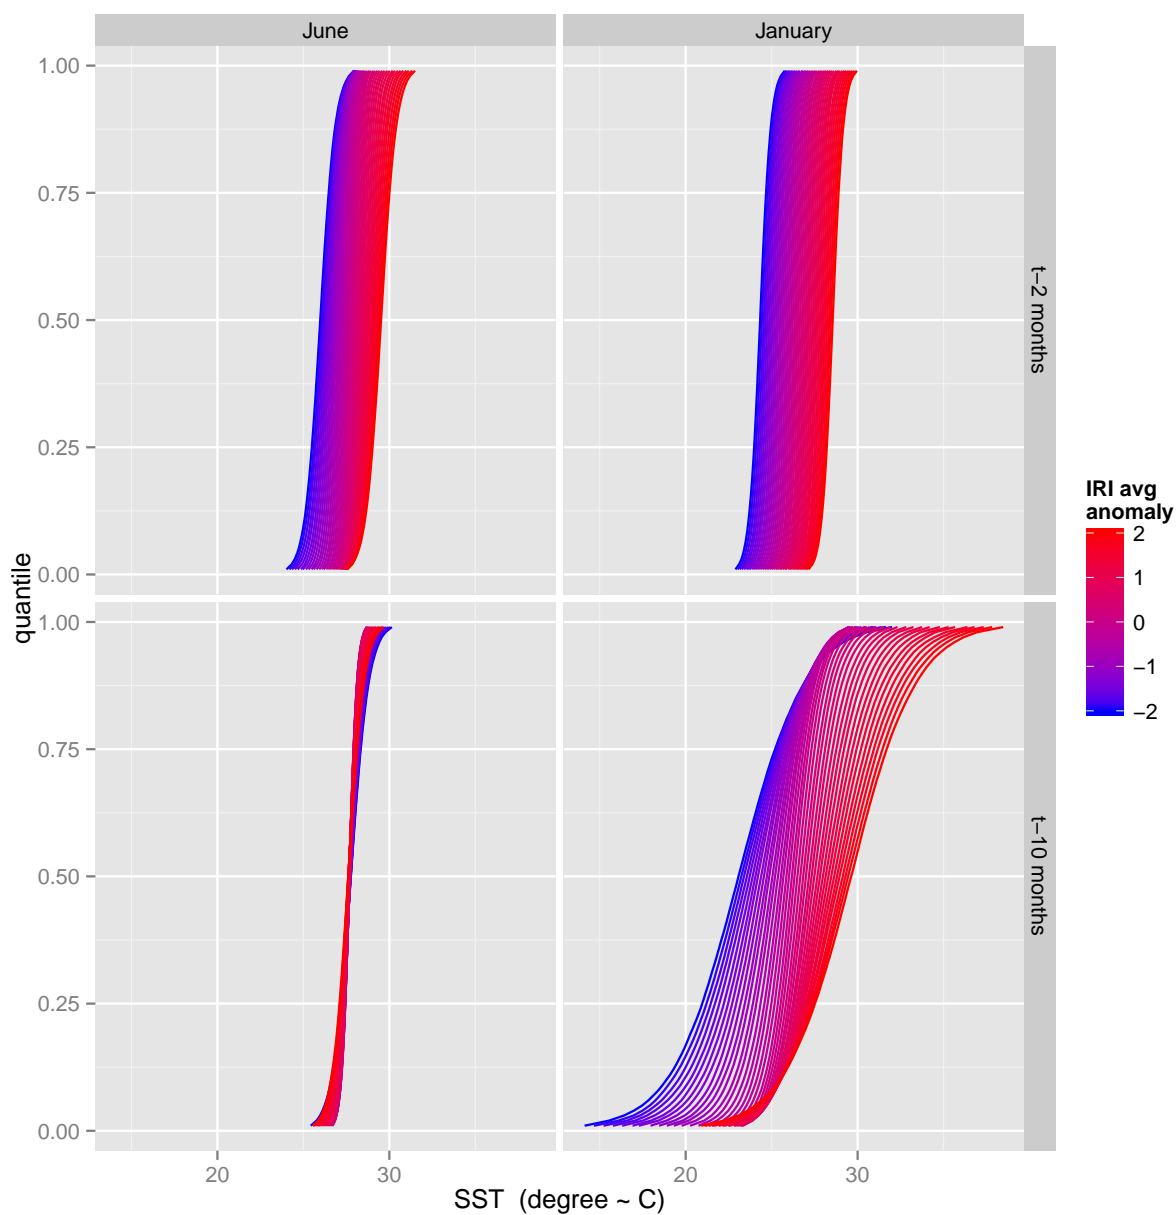 June
January
1.00
0.75
0.50
0.25
0.00
t−2 months
1.00
0.75
0.50
0.25
0.00
t−10 months
20
30
20
30
SST (degree ~ C)
quantile
IRI avg
anomaly
2
1
0
−1
−2